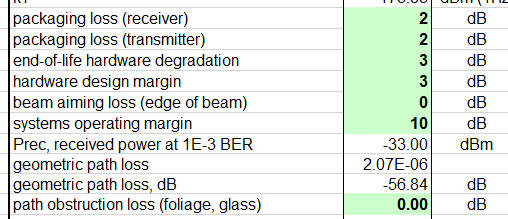 packaging loss (receiver) 2 dB
packaging loss (transmitter) 2 dB
end-of-life hardware degradation 3 dB
hardware design margin 3 dB
beam aiming loss (edge of beam) 0 dB
systems operating margin 10 dB
Prec, received power at 1E-3 BER -33.00 dBm
geometric path loss 2.07E-06
geometric path loss, dB -56.84 dB
path obstruction loss (foliage, glass) 0.00 dB